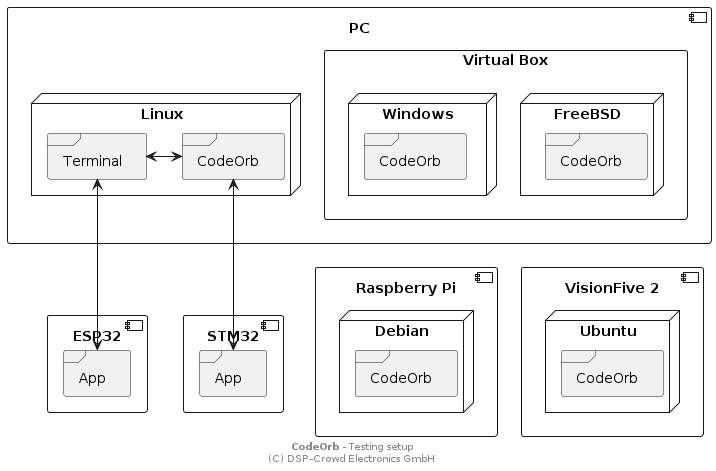 PC
Virtual Box
Linux
Windows
FreeBSD
Terminal
CodeOrb
CodeOrb
CodeOrb
Raspberry Pi
VisionFive 2
ESP32
STM32
Debian
Ubuntu
App
App
CodeOrb
CodeOrb
CodeOrb - Testing setup
(C) DSP-Crowd Electronics GmbH